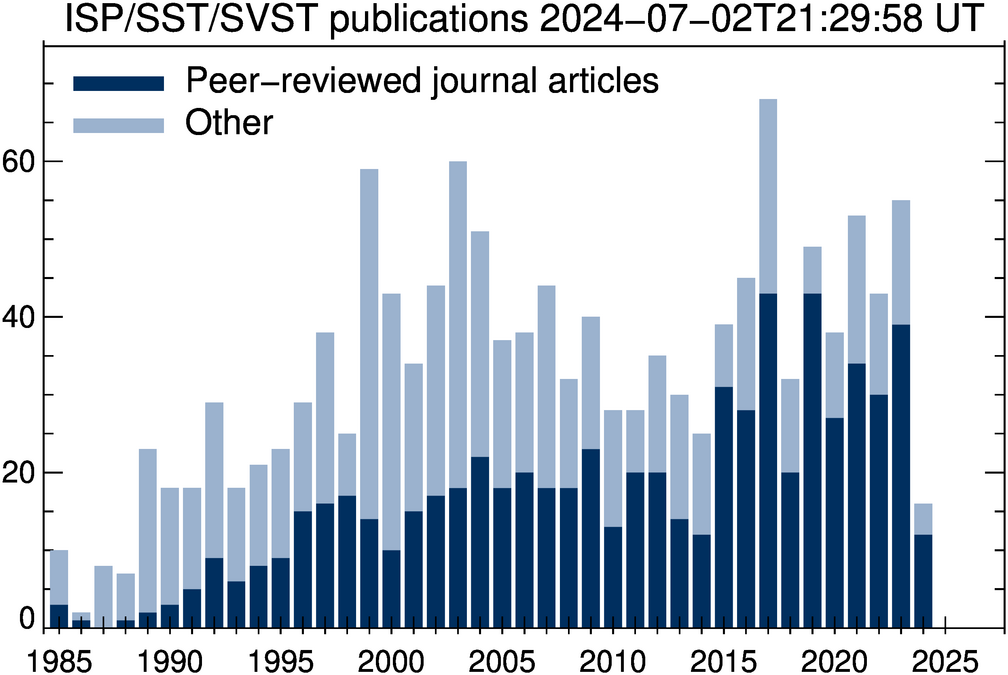 ISP/SST/SVST publications 2024−07−02T21:29:58 UT
Peer−reviewed journal articles
Other
60
40
20
0
1985 1990 1995 2000 2005 2010 2015 2020 2025